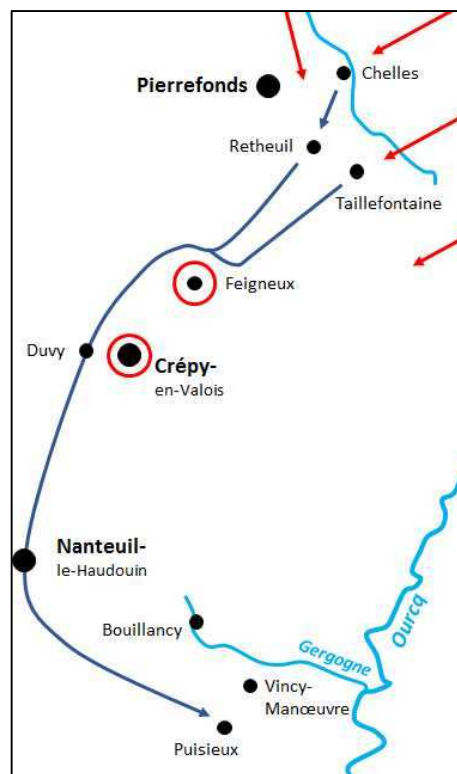 Chelles
Pierrefonds
Retheuil
Taillefontaine
Feigneux
Duvy
Crépy-
en-Valois
Nanteuil-
le-Haudouin
Bouillancy
Gergogne
Ourcq
Vincy-
Manœuvre
Puisieux